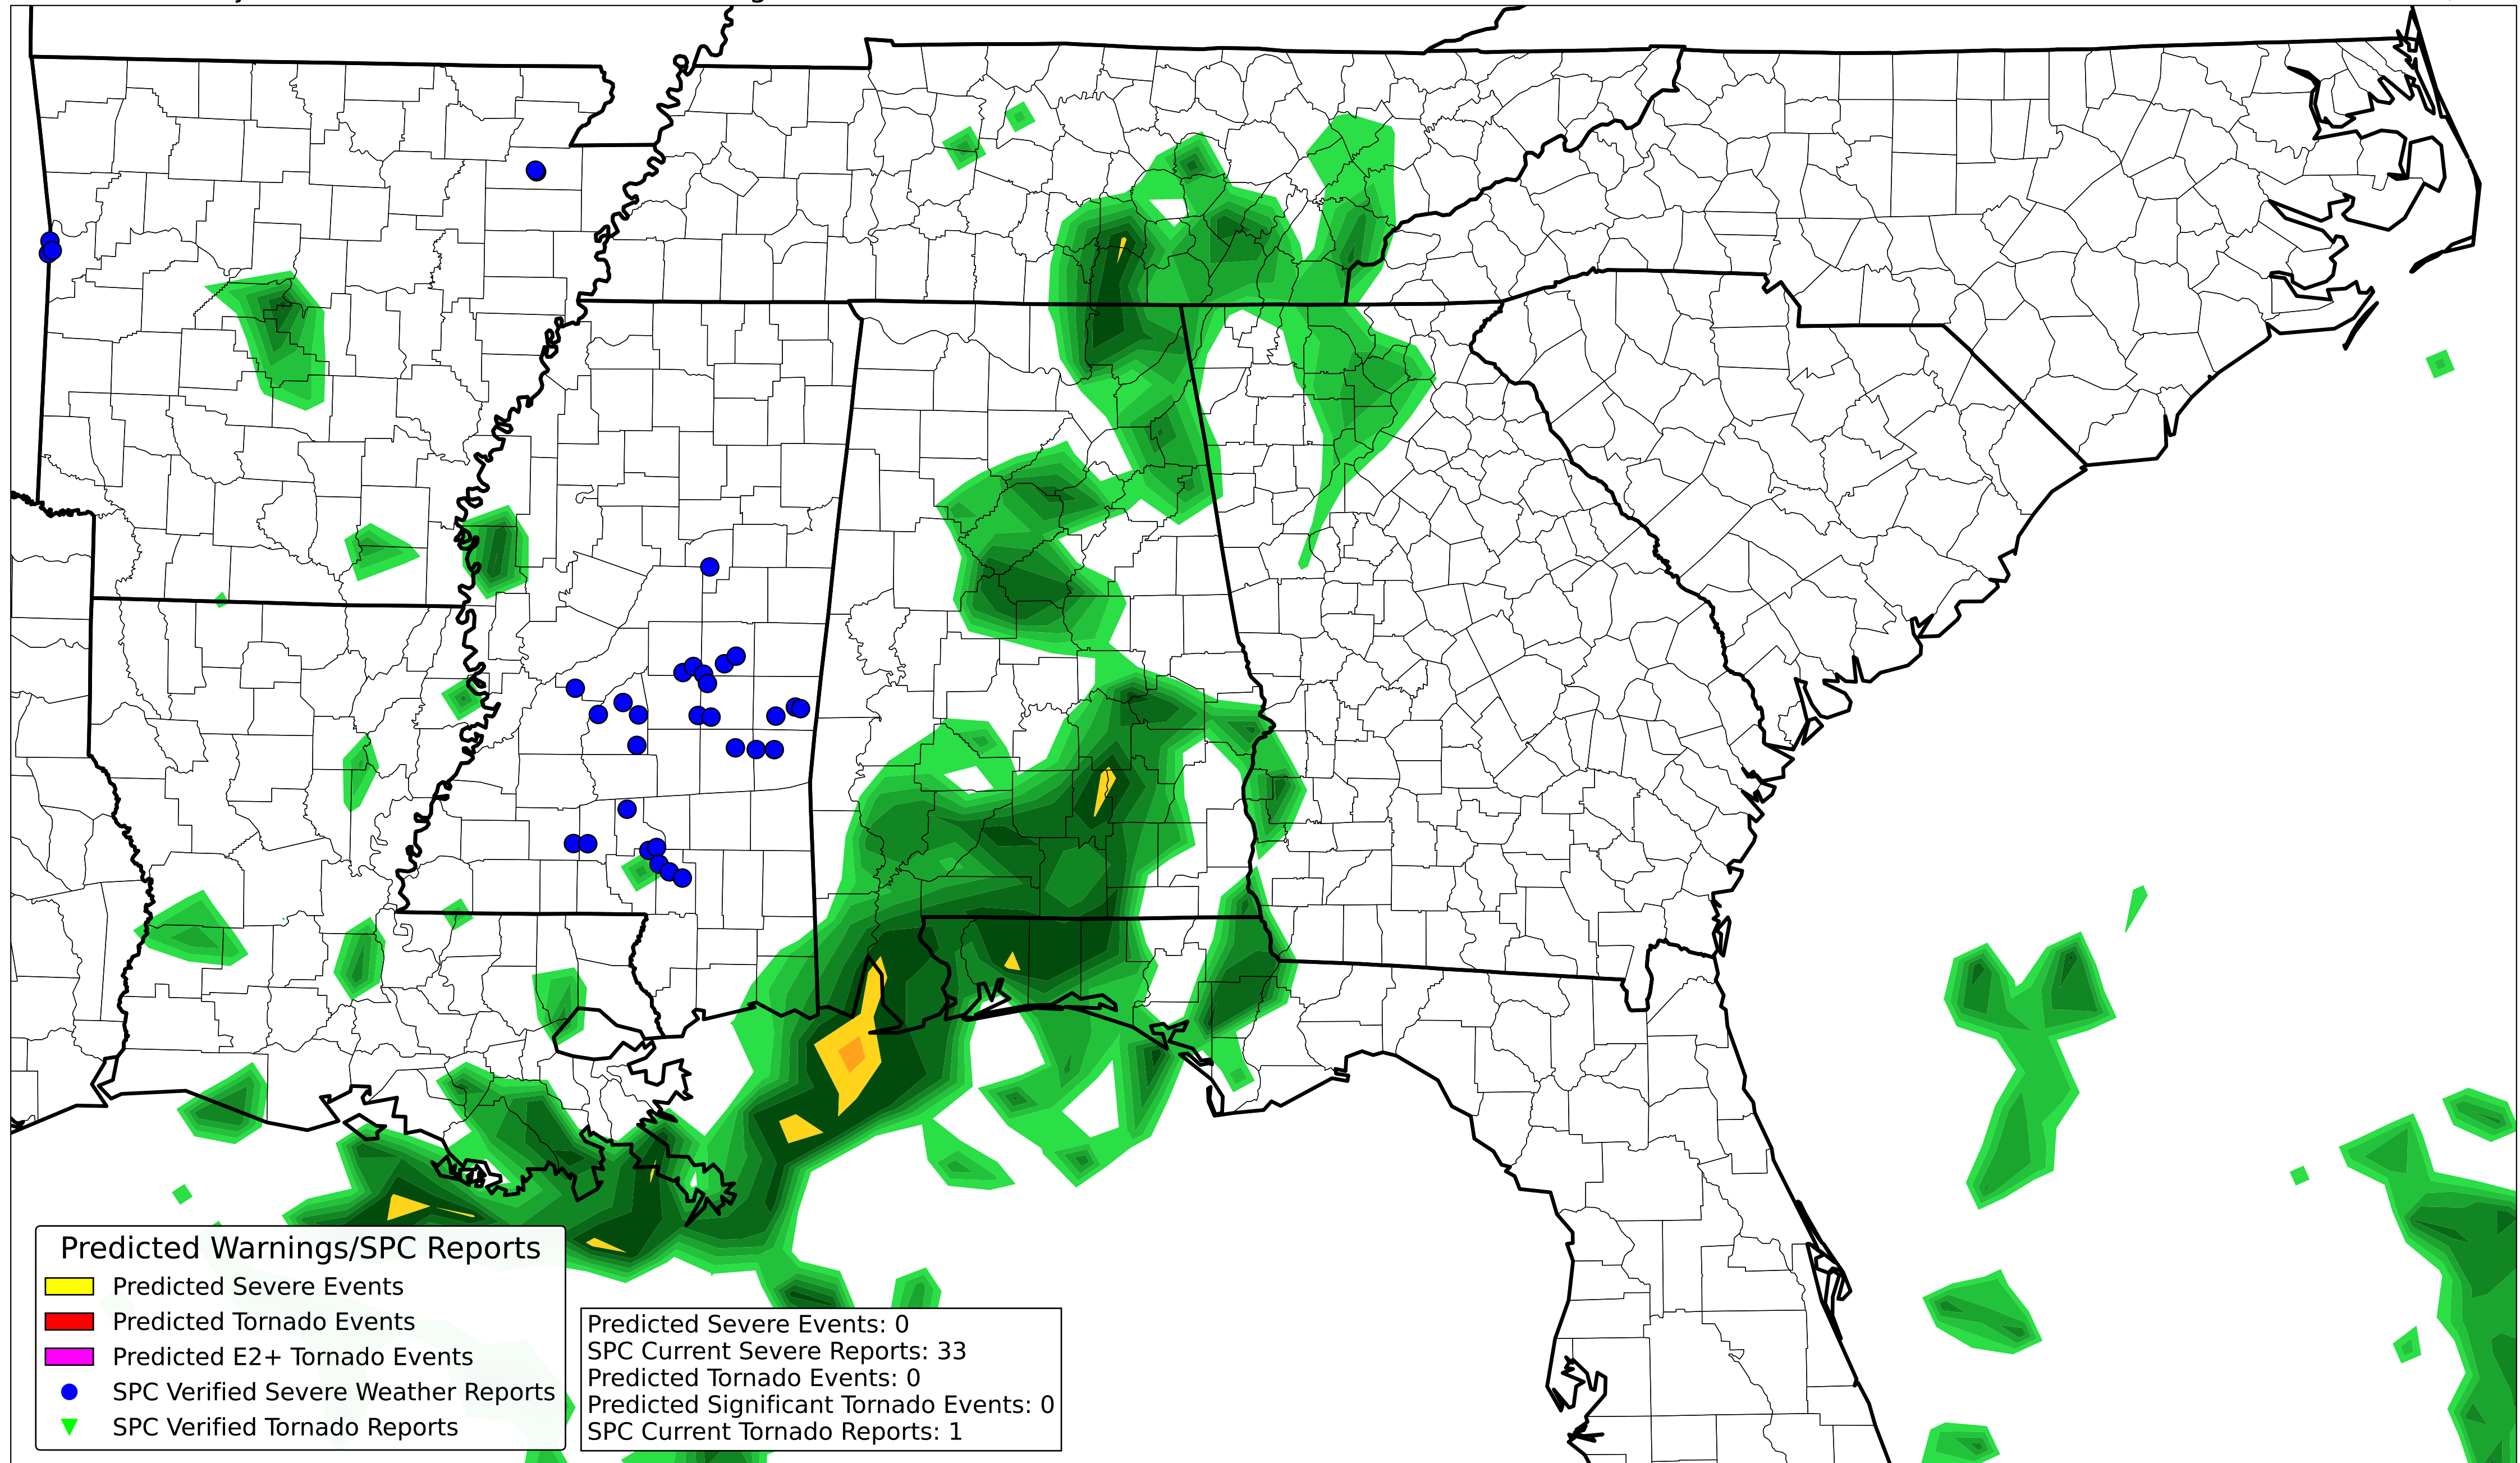 Predicted Warnings/SPC Reports
Predicted Severe Events
Predicted Tornado Events
Predicted E2+ Tornado Events
SPC Verified Severe Weather Reports
SPC Verified Tornado Reports
Predicted Severe Events: 0
SPC Current Severe Reports: 33
Predicted Tornado Events: 0
Predicted Significant Tornado Events: 0
SPC Current Tornado Reports: 1